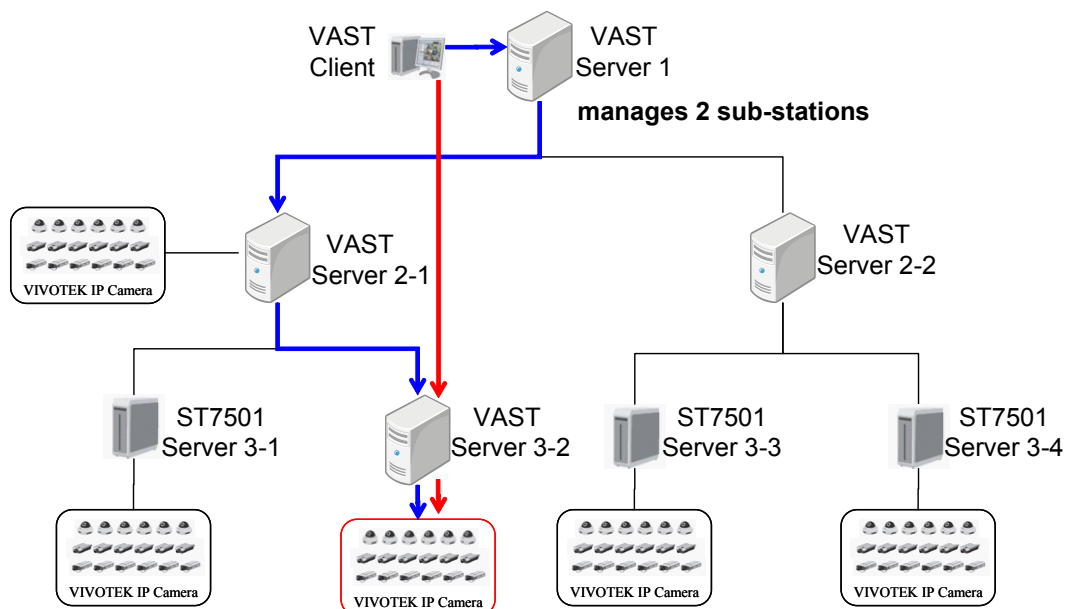 VAST
Client
VAST
Server 1
manages 2 sub-stations
VIVOTEK IP Camera
VAST
Server 2-1
VAST
Server 2-2
ST7501
Server 3-1
VAST
Server 3-2
ST7501
Server 3-3
ST7501
Server 3-4
VIVOTEK IP Camera
VIVOTEK IP Camera
VIVOTEK IP Camera
VIVOTEK IP Camera